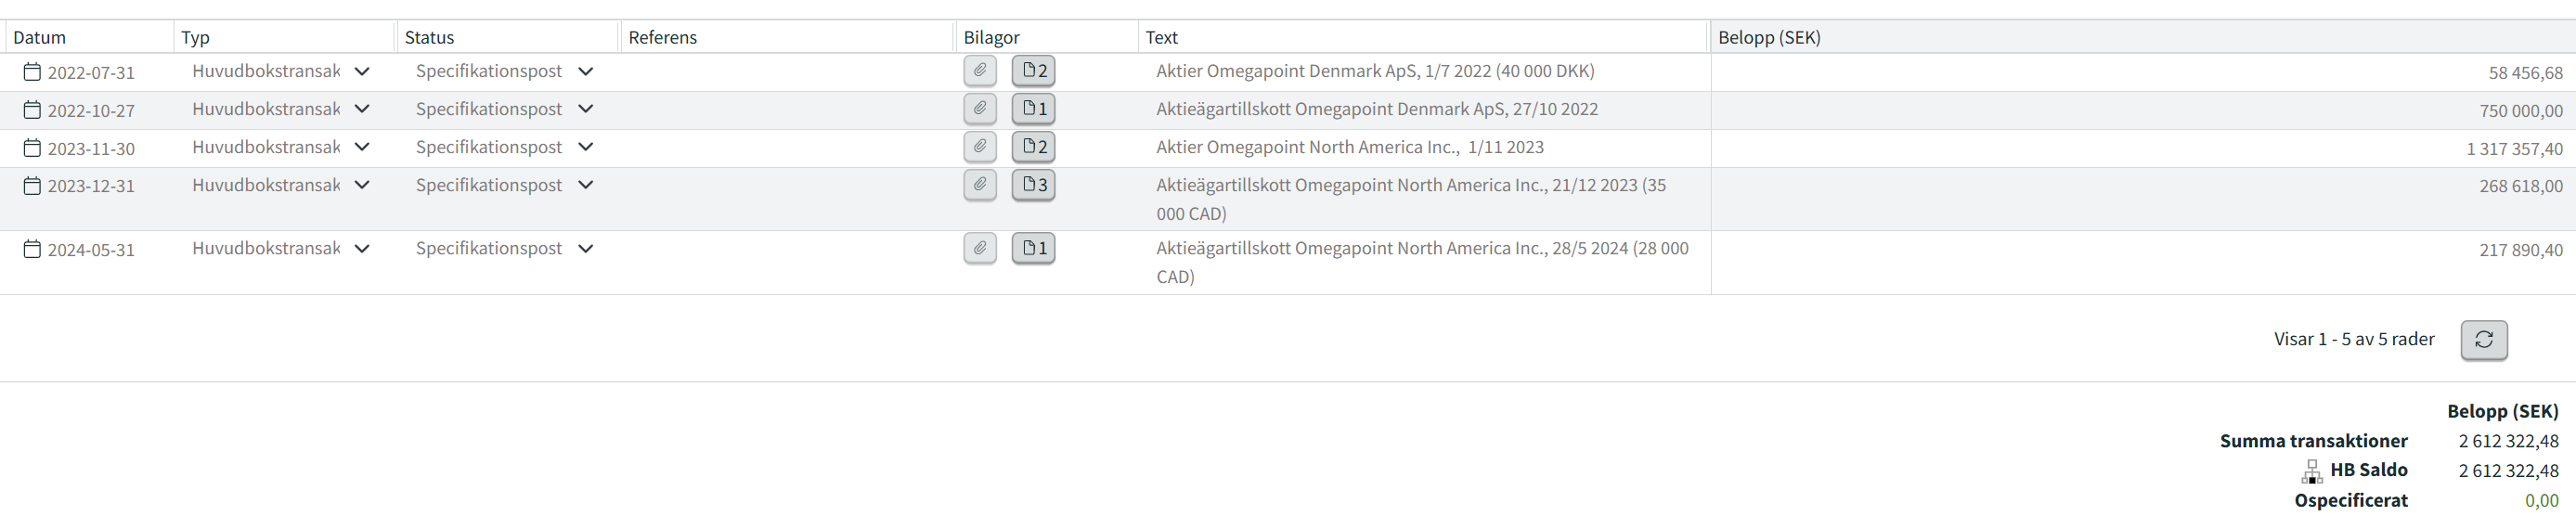 Datum Typ Status Referens Bilagor Text Belopp (SEK)
2022-07-31 Huvudbokstransak Specifikationspost 2 Aktier Omegapoint Denmark ApS, 1/7 2022 (40 000 DKK) 58 456,68
2022-10-27 Huvudbokstransak Specifikationspost 1 Aktieägartillskott Omegapoint Denmark ApS, 27/10 2022 750 000,00
2023-11-30 Huvudbokstransak Specifikationspost 2 Aktier Omegapoint North America Inc., 1/11 2023 1 317 357,40
2023-12-31 Huvudbokstransak Specifikationspost 3 Aktieägartillskott Omegapoint North America Inc., 21/12 2023 (35 268 618,00
000 CAD)
2024-05-31 Huvudbokstransak Specifikationspost 1 Aktieägartillskott Omegapoint North America Inc., 28/5 2024 (28 000 217 890,40
CAD)
Visar 1 - 5 av 5 rader
Belopp (SEK)
Summa transaktioner 2 612 322,48
HB Saldo 2 612 322,48
Ospecificerat 0,00